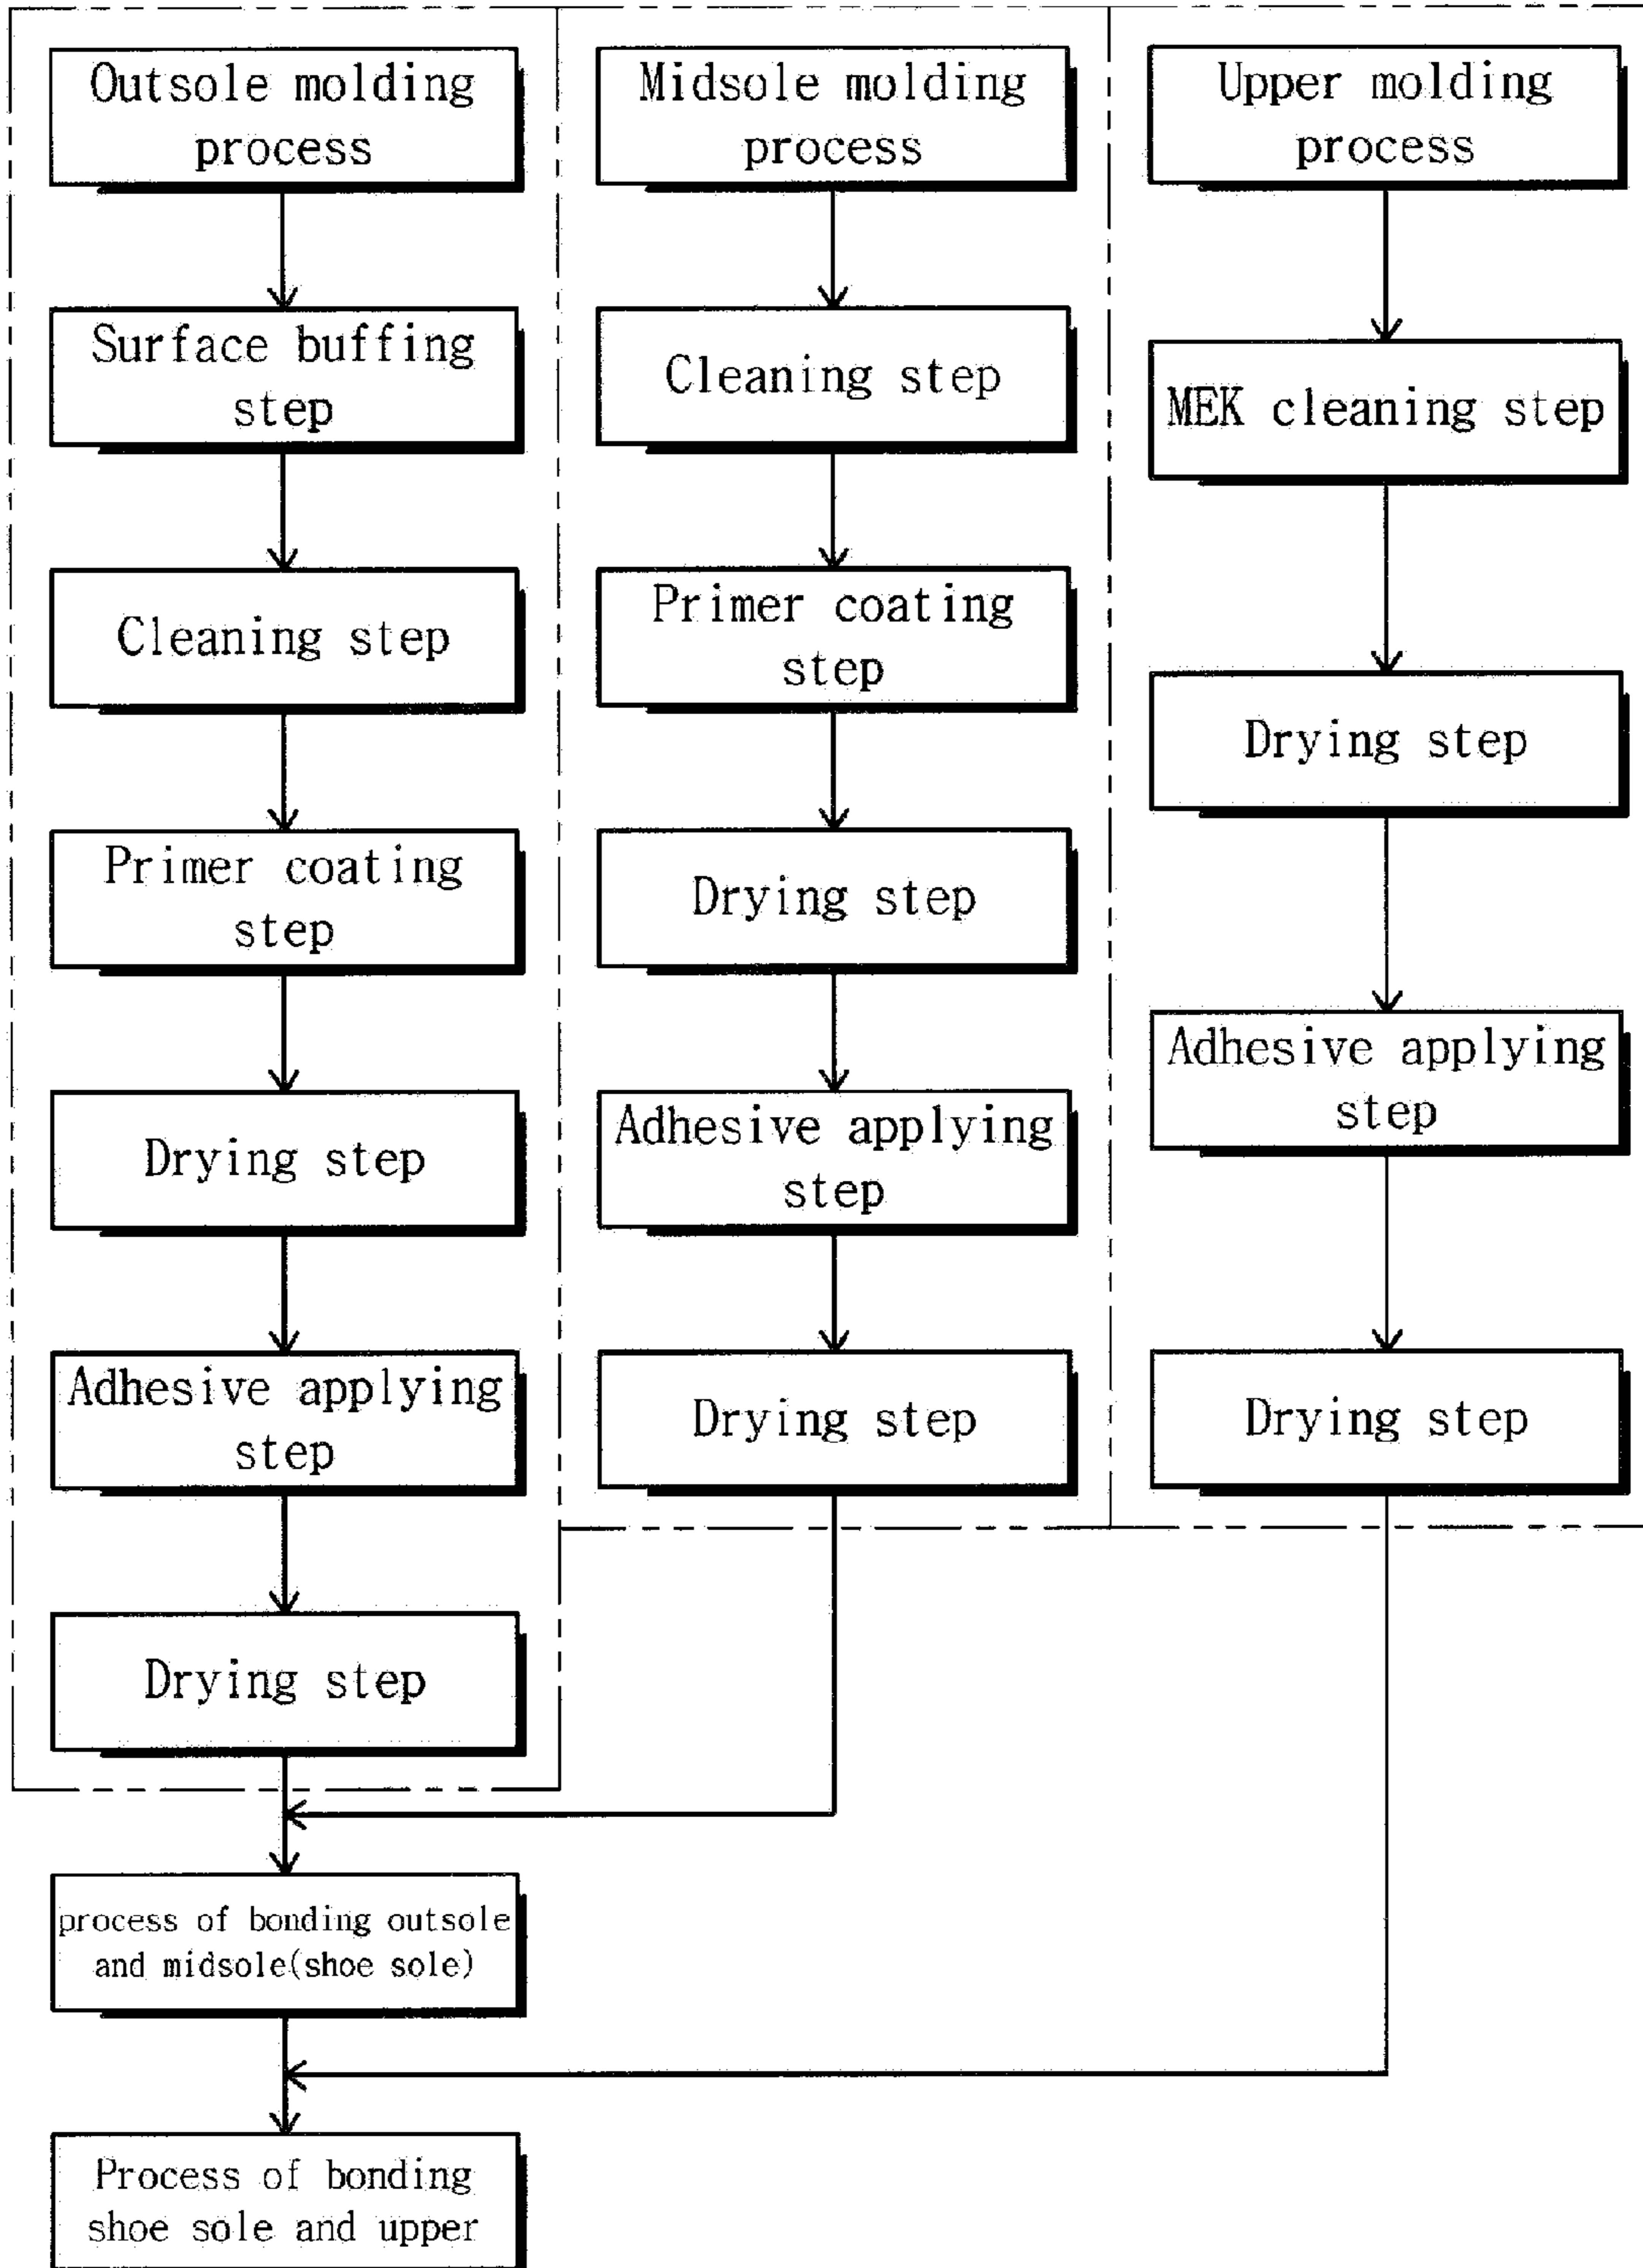 Outsole molding
process
Surface buffing
step
Cleaning step
Primer coating
step
Drying step
Adhesive applying
step
Drying step
Midsole molding
process
Cleaning step
Primer coating
step
Drying step
Adhesive applying
step
Drying step
Upper molding
process
MEK cleaning step
Drying step
Adhesive applying
step
Drying step
process of bonding outsole
and midsole(shoe sole)
Process of bonding
shoe sole and upper